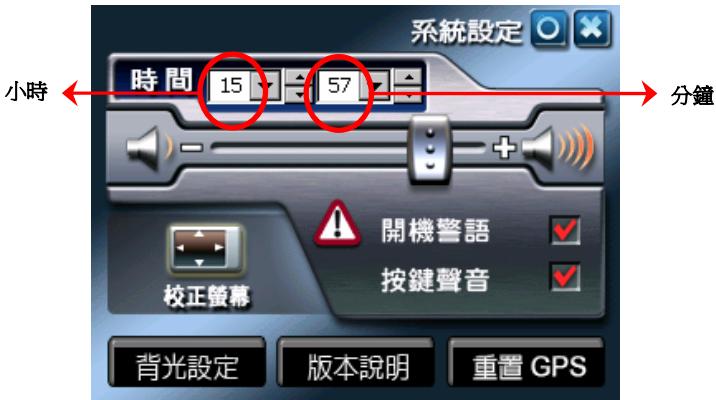 系統設定
時間 15 57
小時
分鐘
開機警語
按鍵聲音
校正螢幕
背光設定
版本說明
重置 GPS